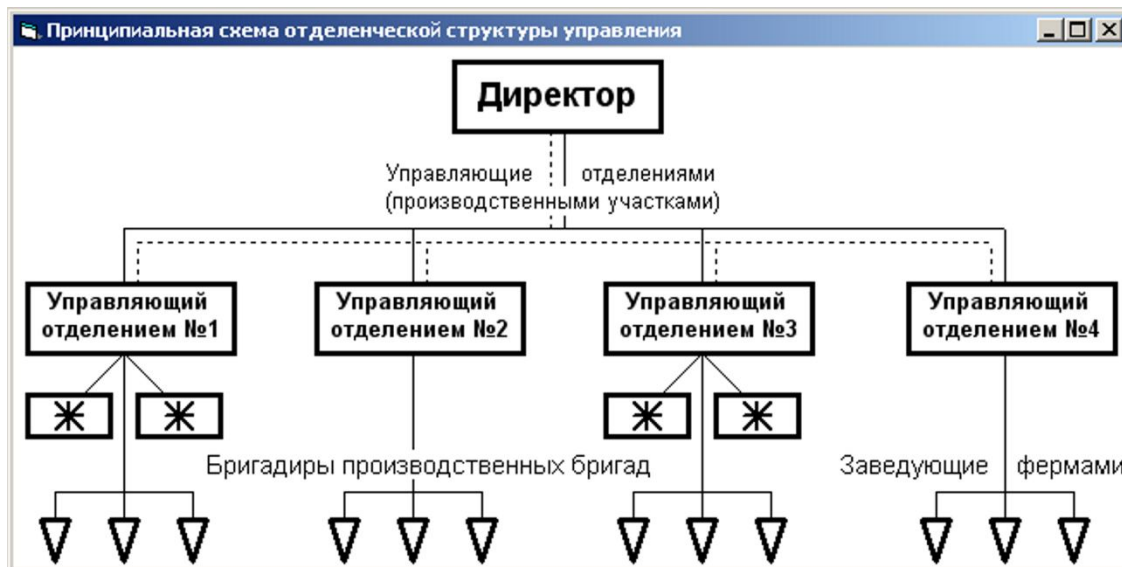 Принципиальная схема отделенческой структуры управления
Директор
Управляющие отделениями
(производственными участками)
Управляющий
отделением №1
Управляющий
отделением №2
Управляющий
отделением №3
Управляющий
отделением №4
Бригадиры производственных бригад
Заведующие фермами